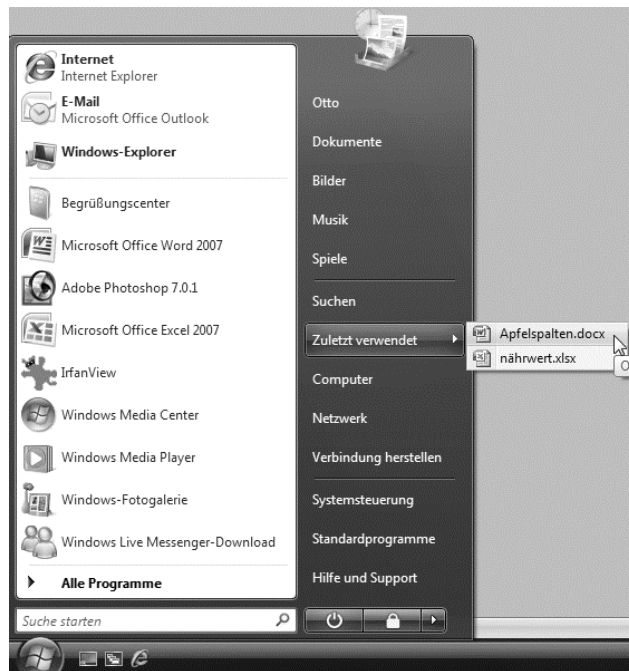 Internet
Internet Explorer
E-Mail
Microsoft Office Outlook
Windows-Explorer
Begrüßungscenter
Microsoft Office Word 2007
Adobe Photoshop 7.0.1
Microsoft Office Excel 2007
IrfanView
Windows Media Center
Windows Media Player
Windows-Fotogalerie
Windows Live Messenger-Download
Alle Programme
Suche starten
Otto
Dokumente
Bilder
Musik
Spiele
Suchen
Zuletzt verwendet
Computer
Netzwerk
Verbindung herstellen
Systemsteuerung
Standardprogramme
Hilfe und Support
Apfelspalten.docx
nährwert.xlsx